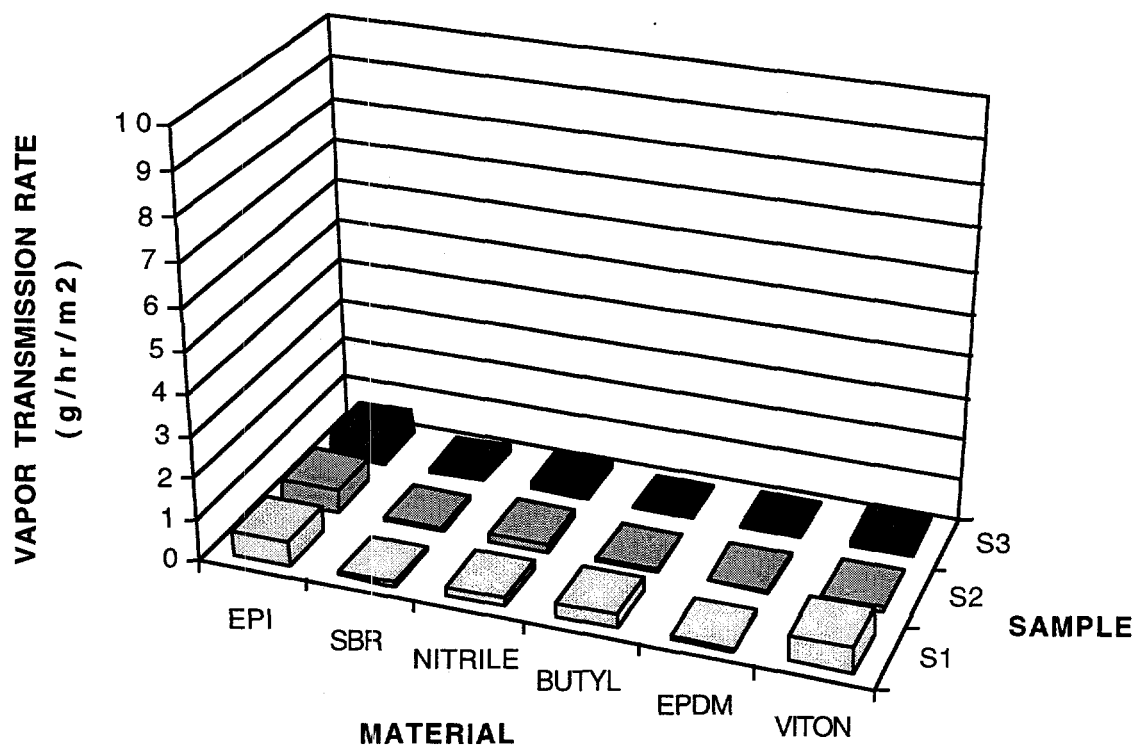 VAPOR TRANSMISSION RATE
(g/hr/m2)
10
9
8
7
6
5
4
3
2
1
0
EPI
SBR
NITRILE
BUTYL
EPDM
VITON
MATERIAL
S3
S2
S1
SAMPLE